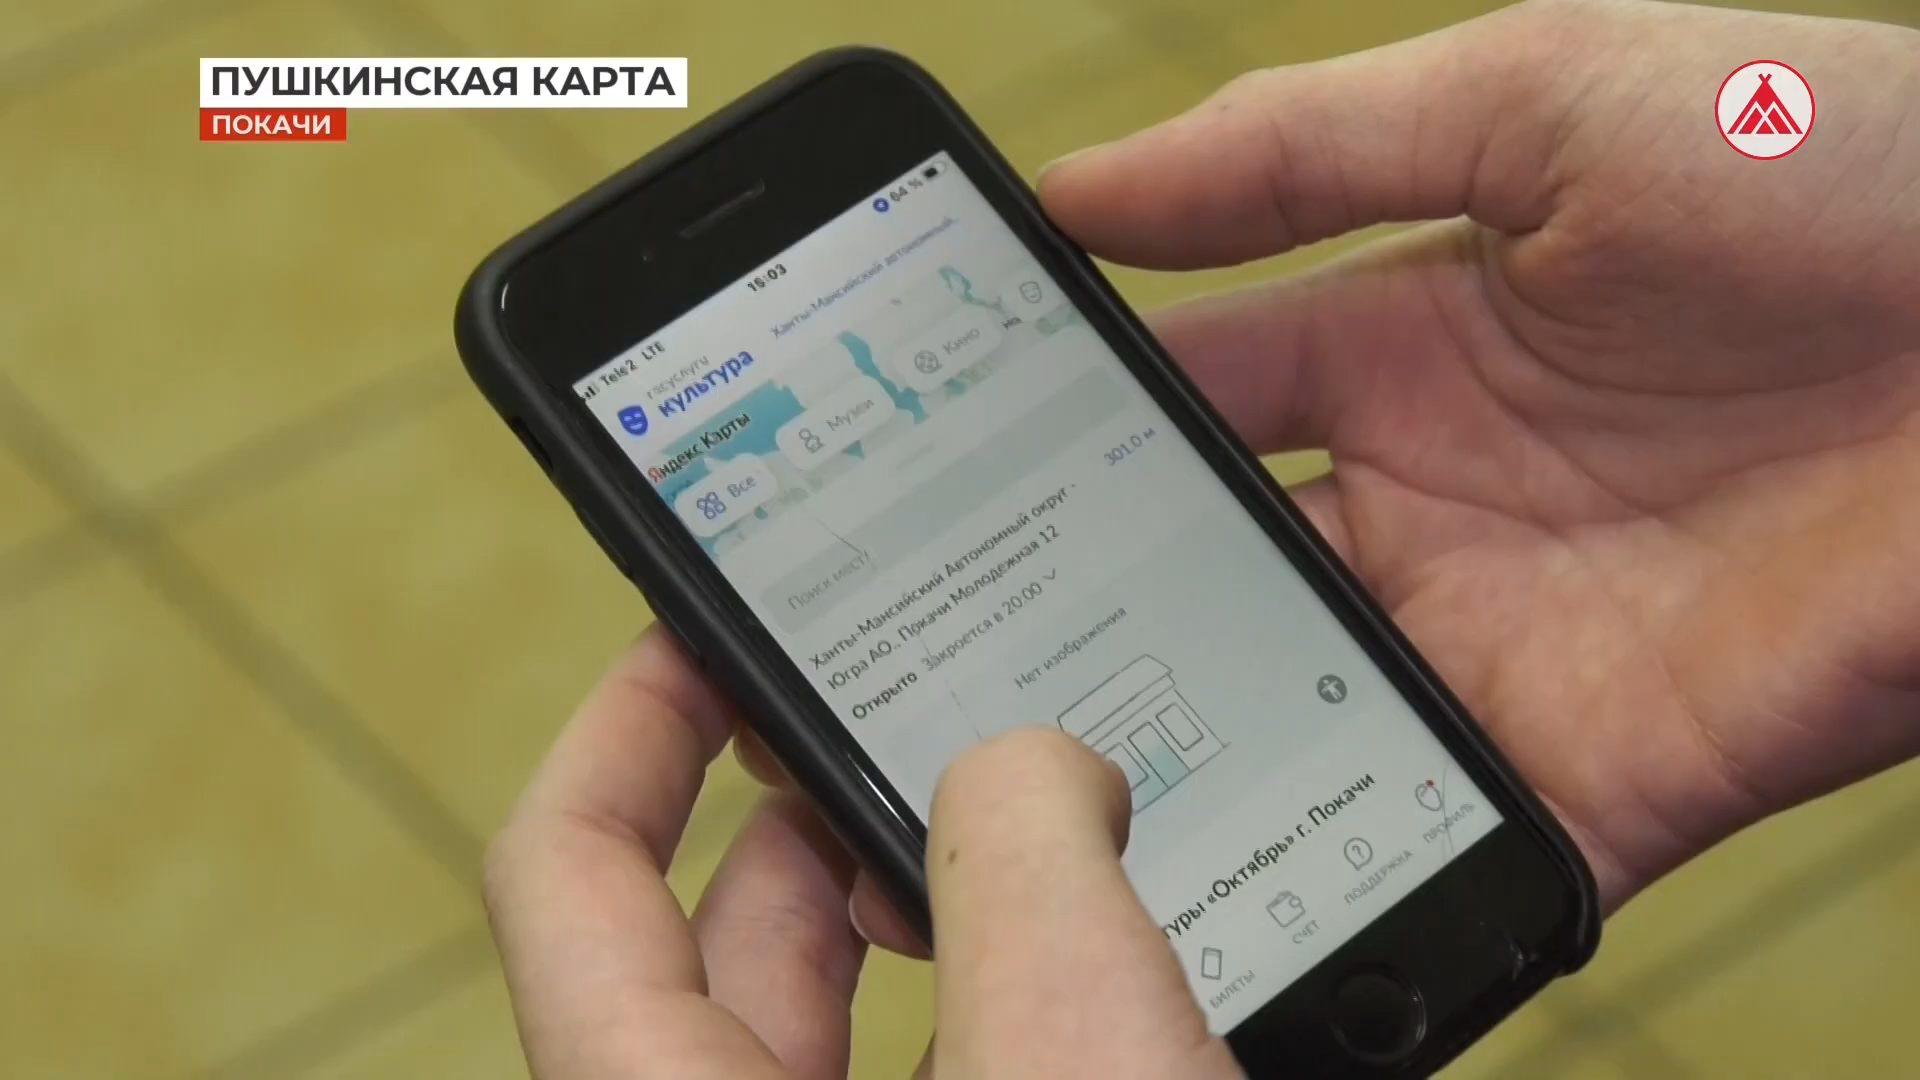 ПУШКИНСКАЯ КАРТА
ПОКАЧИ
Tele2 LTE
16:03
64 %
госуслуги
культура
Ханты-Мансийский автономный...
Яндекс Карты
Все
Музеи
Кино
301.0 м
Поиск мест
Ханты-Мансийский Автономный округ -
Югра АО., Покачи Молодежная 12
Открыто Закроется в 20:00
Нет изображения
туры «Октябрь» г. Покачи
БИЛЕТЫ
СЧЕТ
ПОДДЕРЖКА
ПРОФИЛЬ